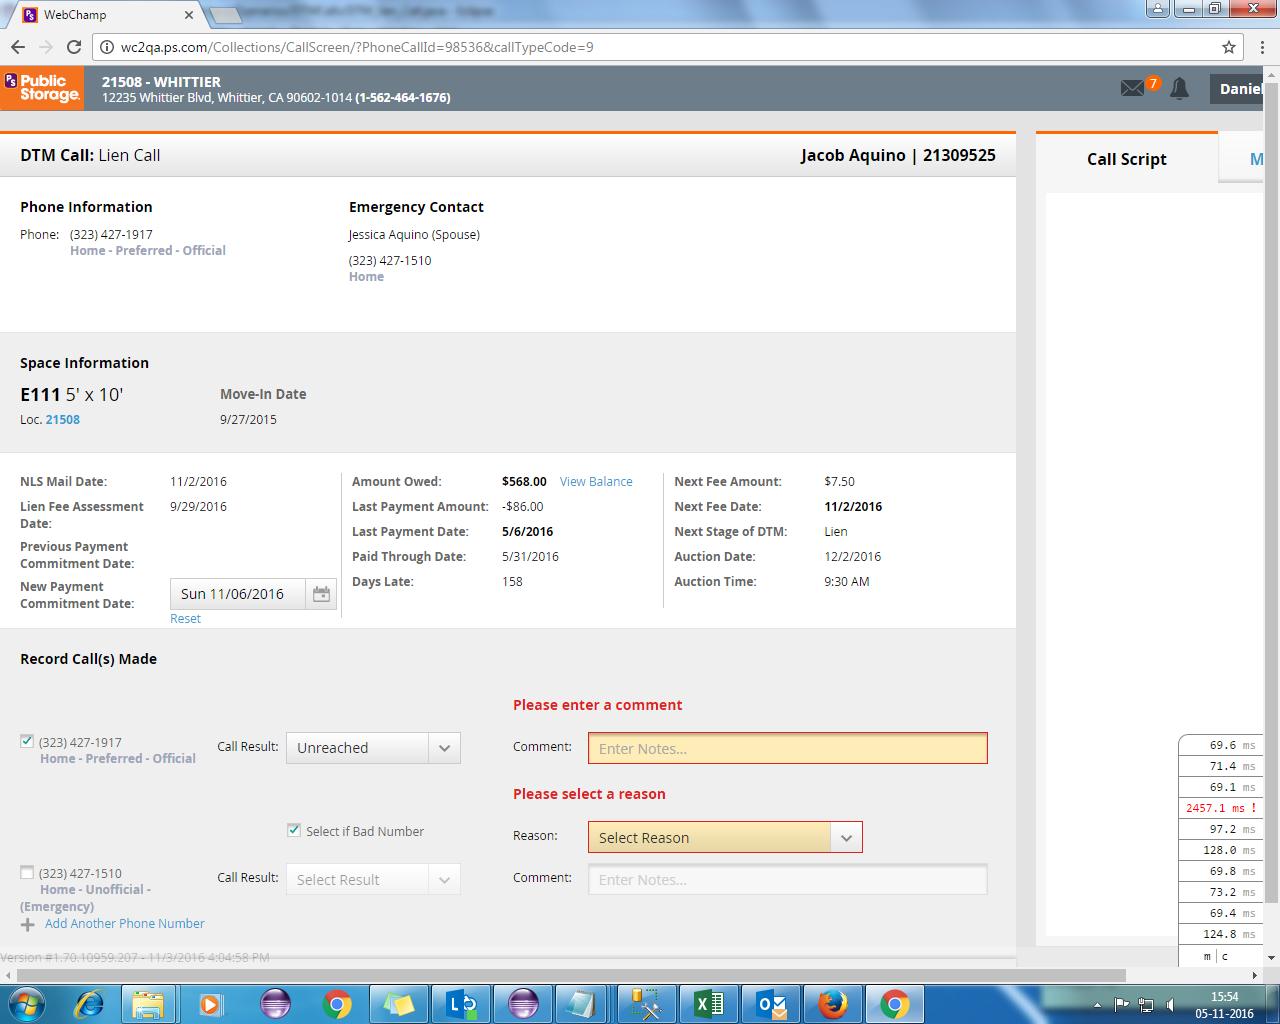 WebChamp
wc2qa.ps.com/Collections/CallScreen/?PhoneCallId=98536&callTypeCode=9
PS Public Storage.
21508 - WHITTIER
12235 Whittier Blvd, Whittier, CA 90602-1014 (1-562-464-1676)
7
Daniel
DTM Call: Lien Call
Jacob Aquino | 21309525
Call Script
M
Phone Information
Phone: (323) 427-1917
Home - Preferred - Official
Emergency Contact
Jessica Aquino (Spouse)
(323) 427-1510
Home
Space Information
E111 5' x 10'
Loc. 21508
Move-In Date
9/27/2015
NLS Mail Date: 11/2/2016
Lien Fee Assessment Date: 9/29/2016
Previous Payment Commitment Date:
New Payment Commitment Date: Sun 11/06/2016
Reset
Amount Owed: $568.00 View Balance
Last Payment Amount: -$86.00
Last Payment Date: 5/6/2016
Paid Through Date: 5/31/2016
Days Late: 158
Next Fee Amount: $7.50
Next Fee Date: 11/2/2016
Next Stage of DTM: Lien
Auction Date: 12/2/2016
Auction Time: 9:30 AM
Record Call(s) Made
Please enter a comment
(323) 427-1917
Home - Preferred - Official
Call Result: Unreached
Comment: Enter Notes...
Please select a reason
Select if Bad Number
Reason: Select Reason
(323) 427-1510
Home - Unofficial -
(Emergency)
Call Result: Select Result
Comment: Enter Notes...
Add Another Phone Number
Version #1.70.10959.207 - 11/3/2016 4:04:58 PM
69.6 ms
71.4 ms
69.1 ms
2457.1 ms !
97.2 ms
128.0 ms
69.8 ms
73.2 ms
69.4 ms
124.8 ms
m | c
15:54
05-11-2016